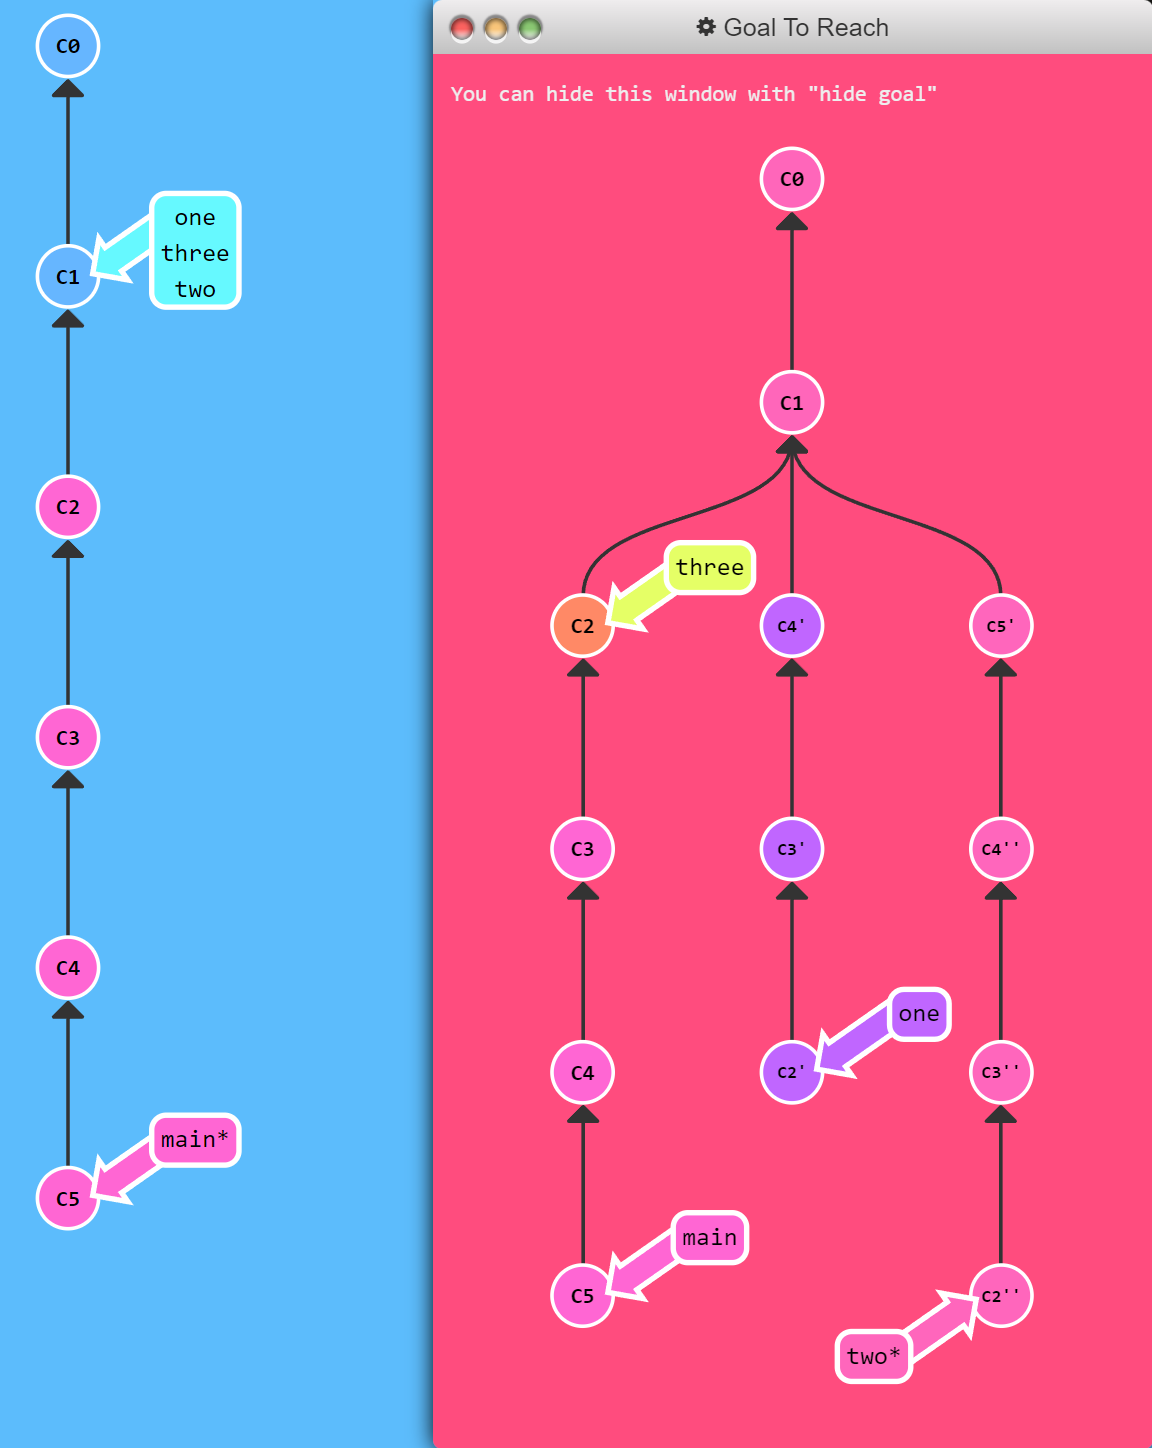 C0
one
three
two
C1
C2
C3
C4
main*
C5
Goal To Reach
You can hide this window with "hide goal"
C0
C1
three
C2
C4'
C5'
C3
C3'
C4''
one
C4
C2'
C3''
main
C5
C2''
two*